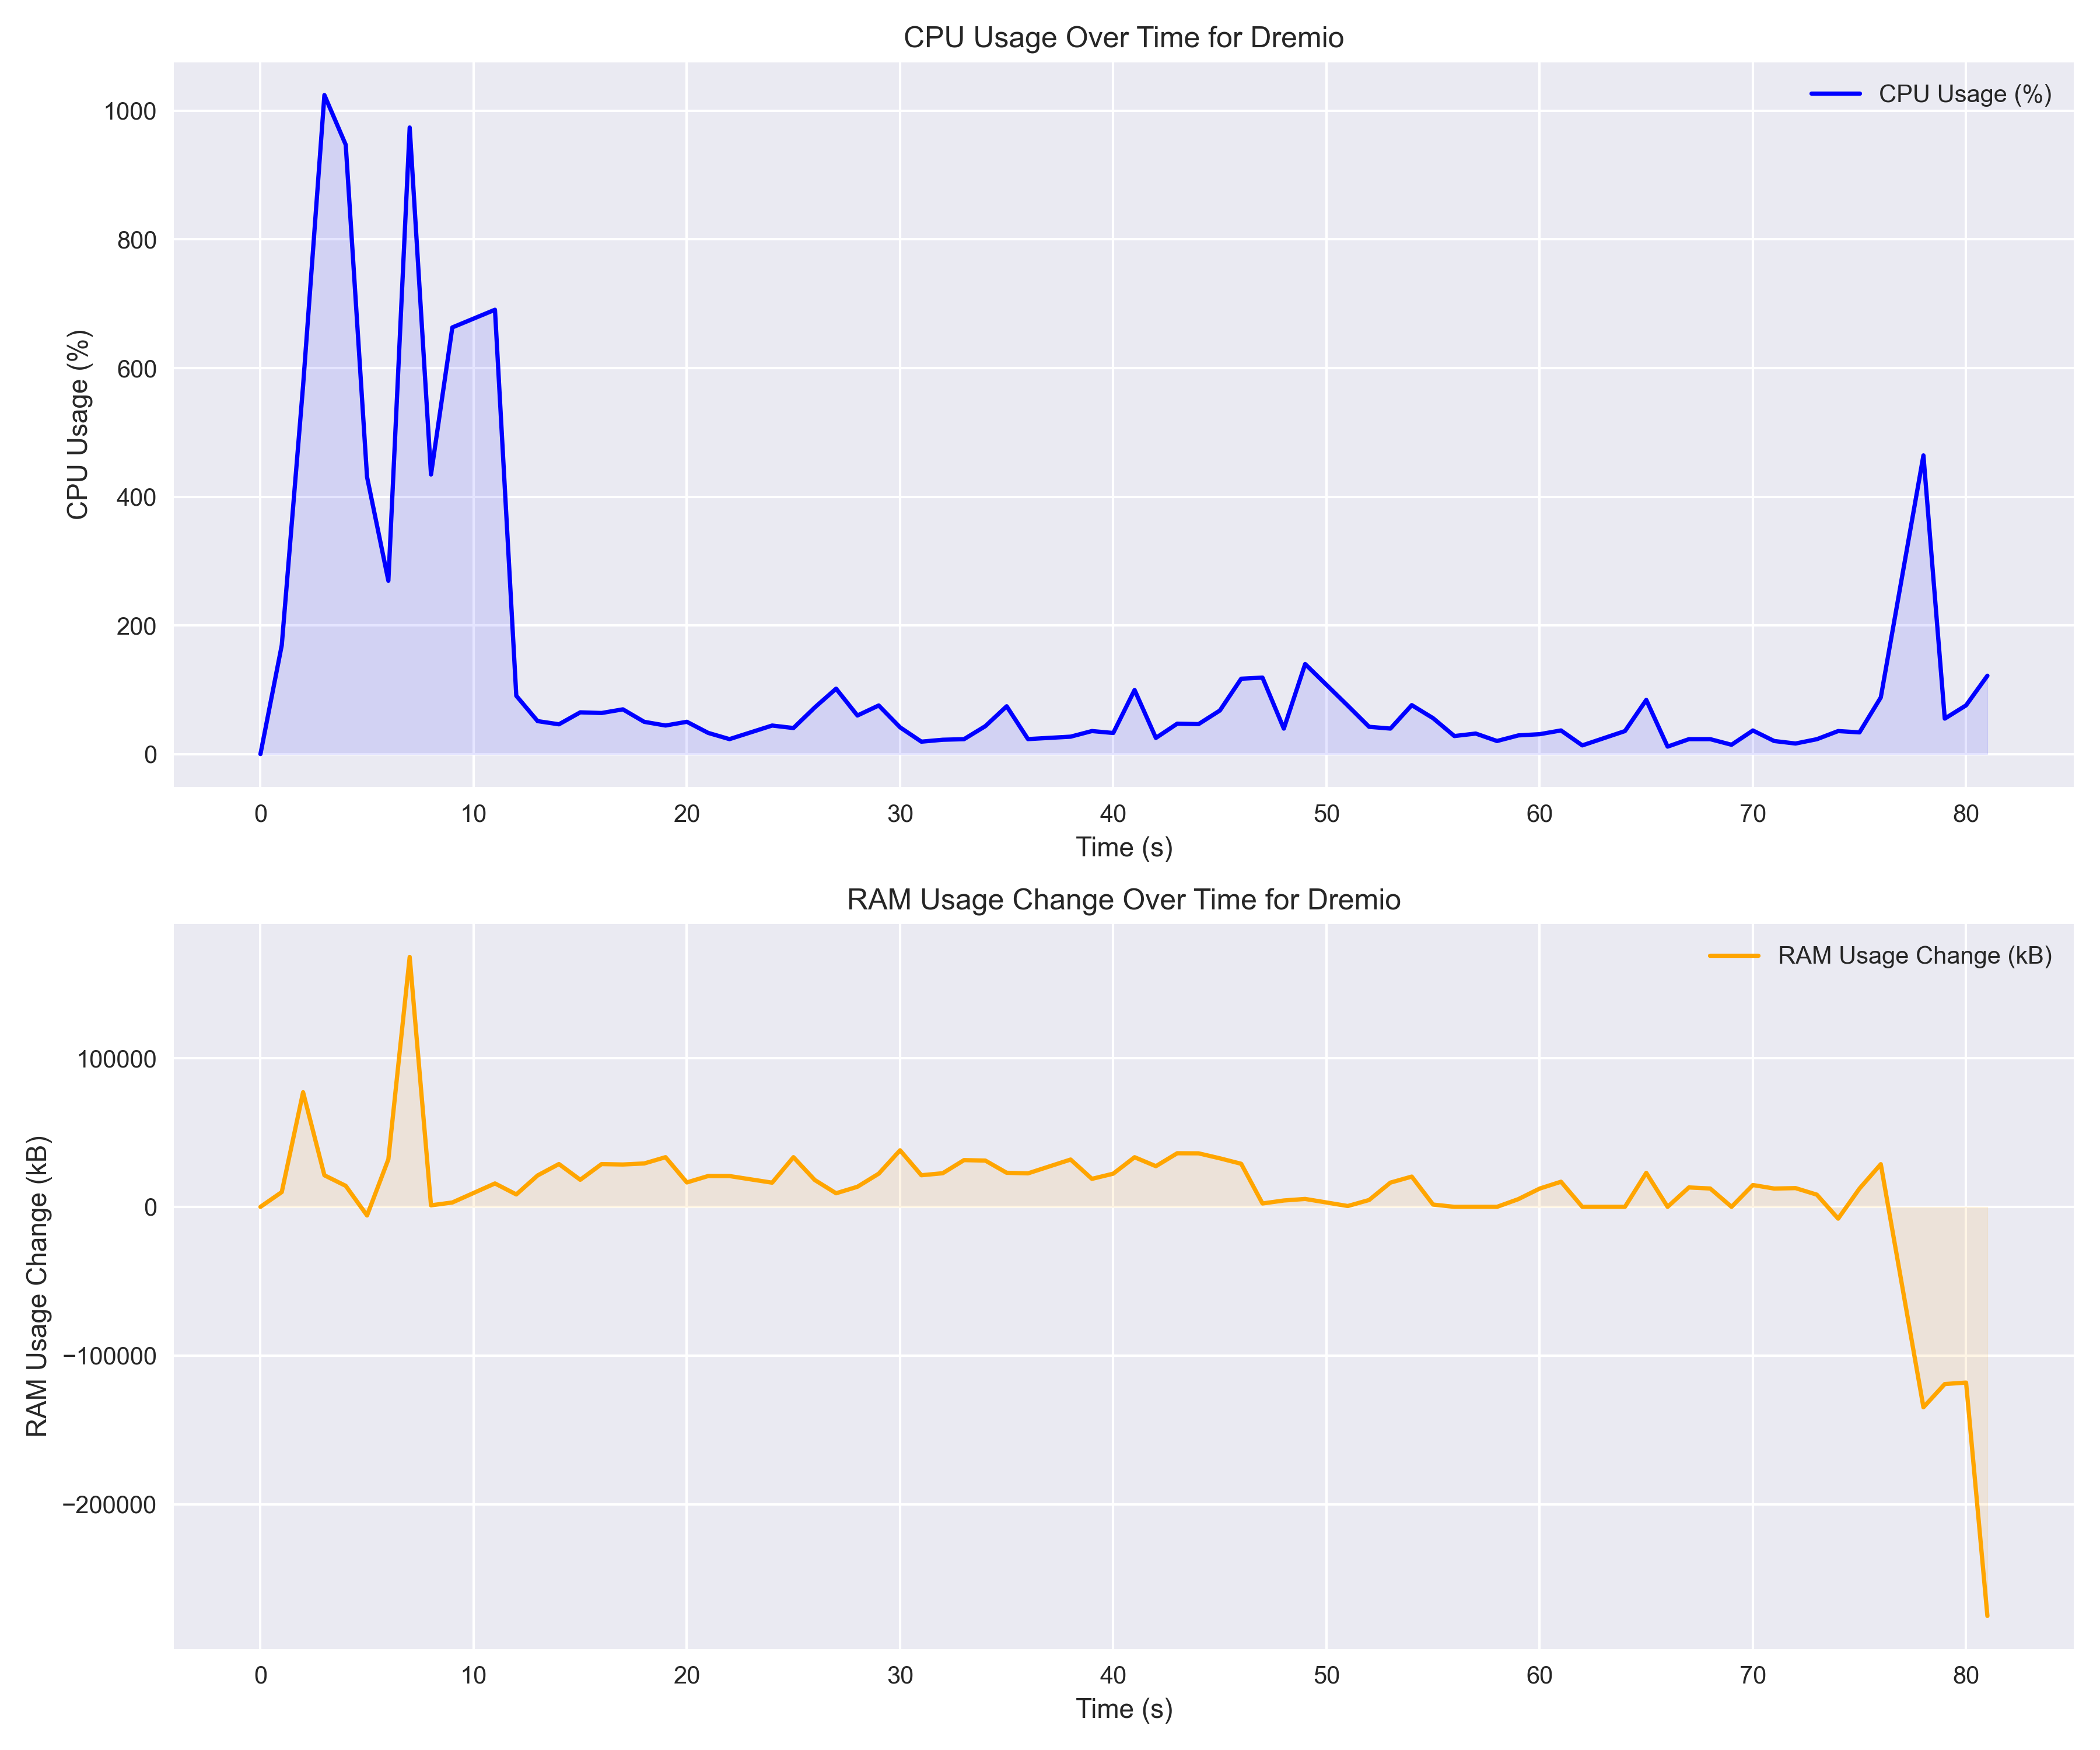 CPU Usage Over Time for Dremio
CPU Usage (%)
1000
800
600
400
200
0
CPU Usage (%)
0 10 20 30 40 50 60 70 80
Time (s)
RAM Usage Change Over Time for Dremio
RAM Usage Change (kB)
100000
0
−100000
−200000
RAM Usage Change (kB)
0 10 20 30 40 50 60 70 80
Time (s)